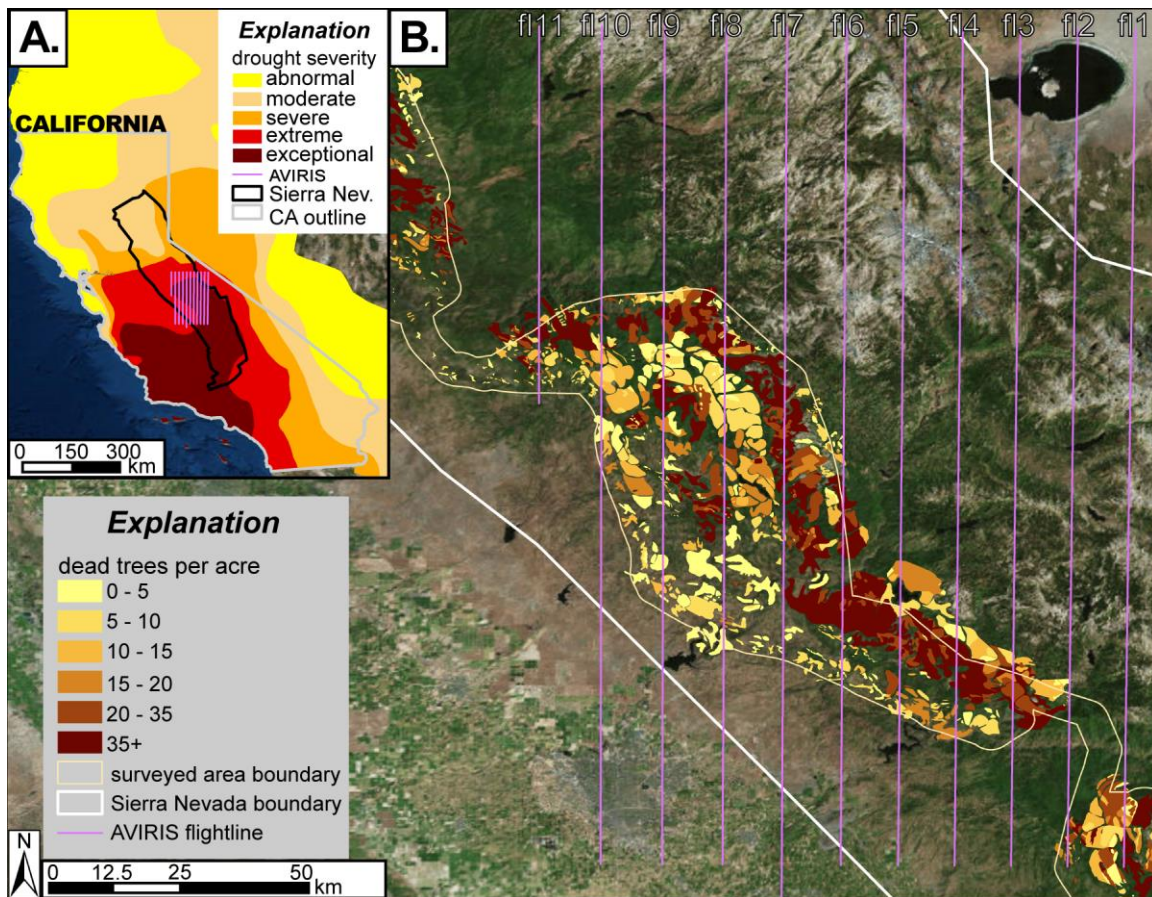 A.
Explanation
drought severity
abnormal
moderate
severe
extreme
exceptional
AVIRIS
Sierra Nev.
CA outline
CALIFORNIA
0 150 300
km
B.
fl11 fl10 fl9 fl8 fl7 fl6 fl5 fl4 fl3 fl2 fl1
Explanation
dead trees per acre
0 - 5
5 - 10
10 - 15
15 - 20
20 - 35
35+
surveyed area boundary
Sierra Nevada boundary
AVIRIS flightline
N
0 12.5 25 50
km